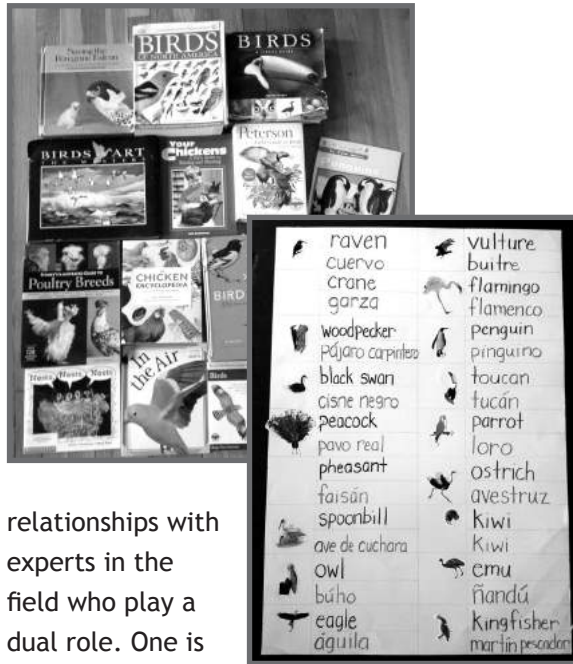 Saving the
Peregrine Falcon
BIRDS
OF NORTH AMERICA
BIRDS
BIRDS ART
YOUR
Chickens
Peterson
Poultry Breeds
CHICKEN
ENCYCLOPEDIA
BIRD
Nests, Nests, Nests
In
the Air
Birds
raven
cuervo
crane
garza
woodpecker
pájaro carpintero
black swan
cisne negro
peacock
pavo real
pheasant
faisán
spoonbill
ave de cuchara
owl
búho
eagle
águila
vulture
buitre
flamingo
flamenco
penguin
pinguino
toucan
tucán
parrot
loro
ostrich
avestruz
kiwi
kiwi
emu
ñandú
kingfisher
martín pescador
relationships with
experts in the
field who play a
dual role. One is